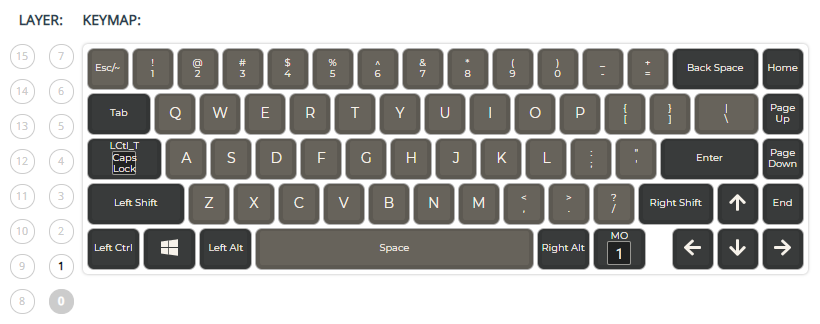 LAYER: KEYMAP:
15 7
14 6
13 5
12 4
11 3
10 2
9 1
8 0
Esc/~ ! 1 @ 2 # 3 $ 4 % 5 ^ 6 & 7 * 8 ( 9 ) 0 _ - + = Back Space Home
Tab Q W E R T Y U I O P { [ } ] | \ Page Up
LCtl_T Caps Lock A S D F G H J K L : ; " ' Enter Page Down
Left Shift Z X C V B N M < , > . ? / Right Shift ↑ End
Left Ctrl Left Alt Space Right Alt MO 1 ← ↓ →